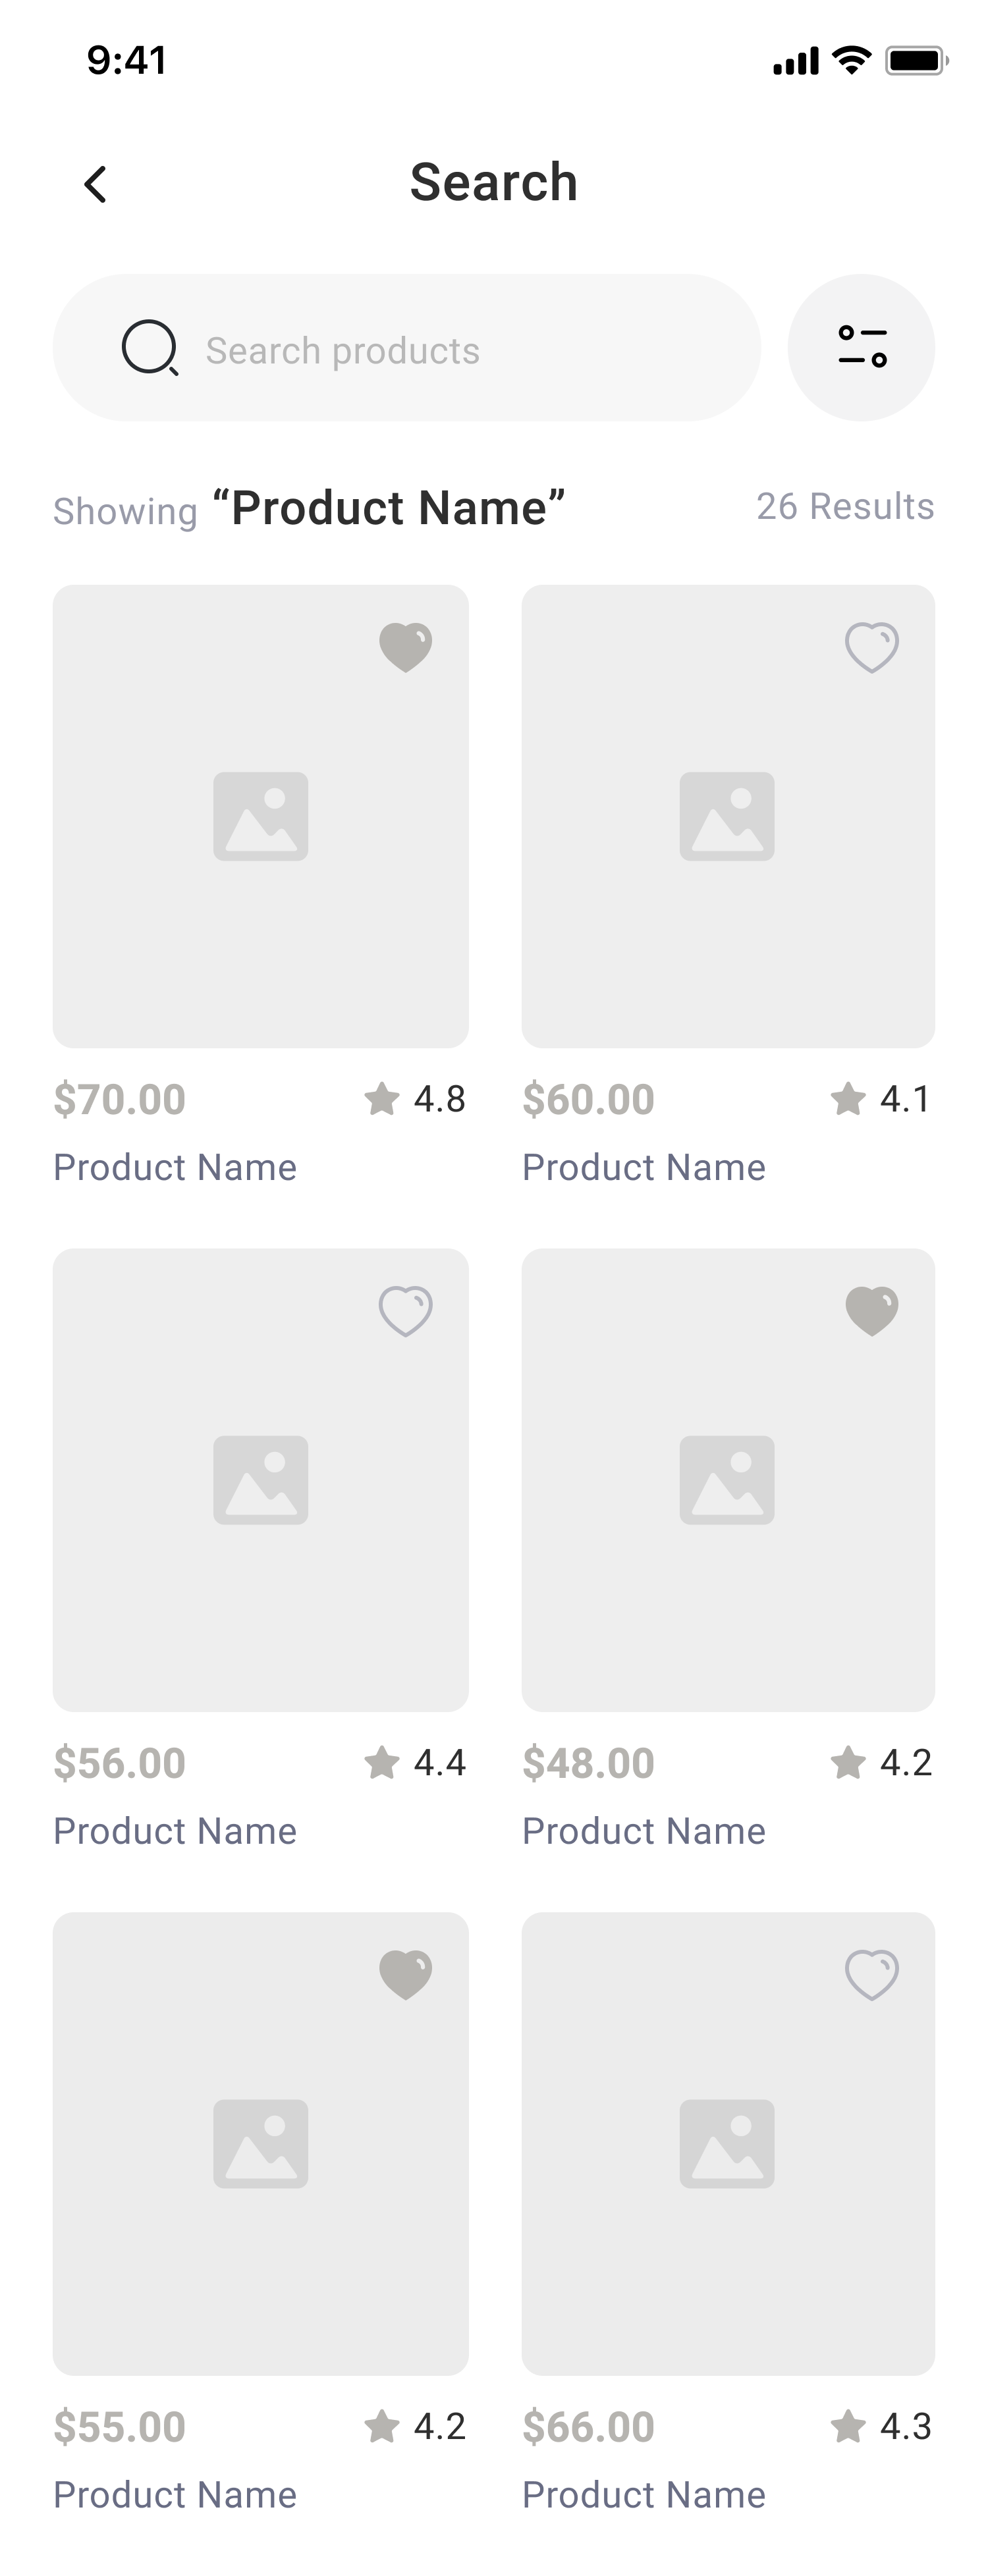 9:41
Search
Search products
Showing “Product Name” 26 Results
$70.00 4.8 $60.00 4.1
Product Name Product Name
$56.00 4.4 $48.00 4.2
Product Name Product Name
$55.00 4.2 $66.00 4.3
Product Name Product Name